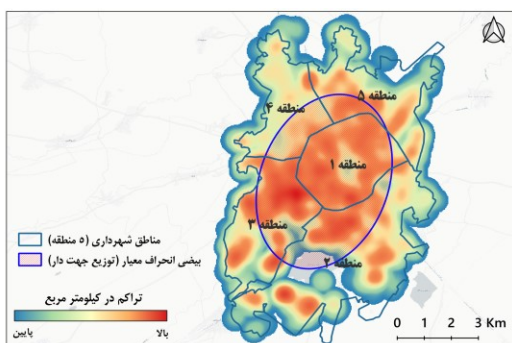 منطقه ۵
منطقه ۴
منطقه ۱
منطقه ۳
منطقه ۲
مناطق شهرداری (۵ منطقه)
بیضی انحراف معیار (توزیع جهت دار)
تراکم در کیلومتر مربع
پایین
بالا
0 1 2 3 Km